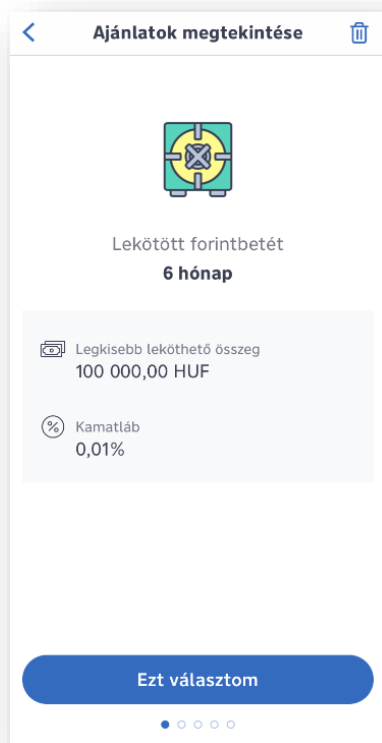 Ajánlatok megtekintése
Lekötött forintbetét
6 hónap
Legkisebb leköthető összeg
100 000,00 HUF
%
Kamatláb
0,01%
Ezt választom